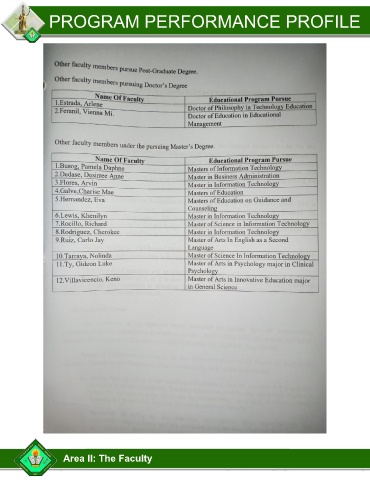 PROGRAM PERFORMANCE PROFILE
Other faculty members pursue Post-Graduate Degree.
Other faculty members pursuing Doctor's Degree
Name Of Faculty Educational Program Pursue
1.Estrada, Arlene Doctor of Philosophy in Technology Education
2.Feranil, Vienna Mi. Doctor of Education in Educational
Management
Other faculty members under the pursuing Master's Degree
Name Of Faculty Educational Program Pursue
1.Buang, Pamela Daphne Masters of Information Technology
2.Dedase, Desirree Anne Master in Business Administration
3.Flores, Arvin Master in Information Technology
4.Galve,Cherise Mae Masters of Education
5.Hernandez, Eva Masters of Education on Guidance and
Counseling
6.Lewis, Khenilyn Master in Information Technology
7.Rocillo, Richard Master of Science in Information Technology
8.Rodriguez, Cherokee Master in Information Technology
9.Ruiz, Carlo Jay Master of Arts In English as a Second
Language
10.Tarraya, Nolinda Master of Science In Information Technology
11.Ty, Gideon Luke Master of Arts in Psychology major in Clinical
Psychology
12.Villavicencio, Keno Master of Arts in Innovative Education major
in General Science
Area II: The Faculty